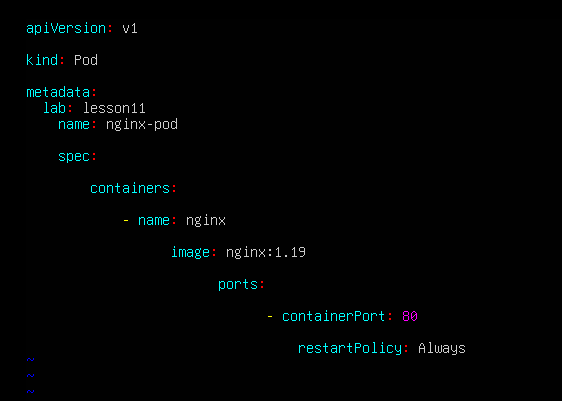 apiVersion: v1
kind: Pod
metadata:
  lab: lesson11
    name: nginx-pod
    spec:
        containers:
            - name: nginx
                  image: nginx:1.19
                        ports:
                              - containerPort: 80
                                  restartPolicy: Always
~
~
~